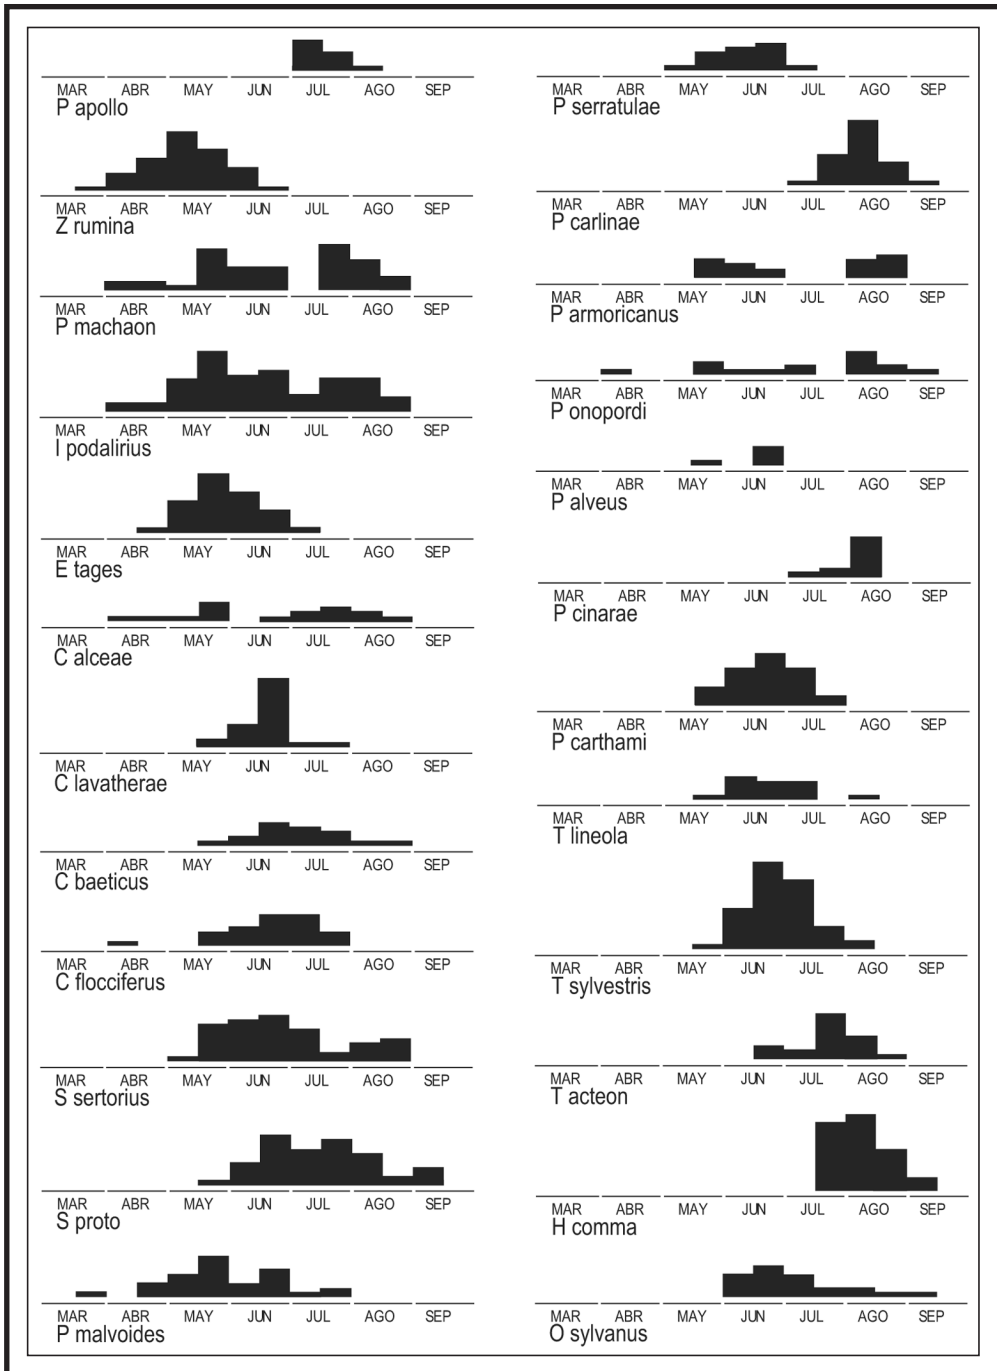 MAR ABR MAY JUN JUL AGO SEP
P apollo
MAR ABR MAY JUN JUL AGO SEP
Z rumina
MAR ABR MAY JUN JUL AGO SEP
P machaon
MAR ABR MAY JUN JUL AGO SEP
I podalirius
MAR ABR MAY JUN JUL AGO SEP
E tages
MAR ABR MAY JUN JUL AGO SEP
C alceae
MAR ABR MAY JUN JUL AGO SEP
C lavatherae
MAR ABR MAY JUN JUL AGO SEP
C baeticus
MAR ABR MAY JUN JUL AGO SEP
C flocciferus
MAR ABR MAY JUN JUL AGO SEP
S sertorius
MAR ABR MAY JUN JUL AGO SEP
S proto
MAR ABR MAY JUN JUL AGO SEP
P malvoides
MAR ABR MAY JUN JUL AGO SEP
P serratulae
MAR ABR MAY JUN JUL AGO SEP
P carlinae
MAR ABR MAY JUN JUL AGO SEP
P armoricanus
MAR ABR MAY JUN JUL AGO SEP
P onopordi
MAR ABR MAY JUN JUL AGO SEP
P alveus
MAR ABR MAY JUN JUL AGO SEP
P cinarae
MAR ABR MAY JUN JUL AGO SEP
P carthami
MAR ABR MAY JUN JUL AGO SEP
T lineola
MAR ABR MAY JUN JUL AGO SEP
T sylvestris
MAR ABR MAY JUN JUL AGO SEP
T acteon
MAR ABR MAY JUN JUL AGO SEP
H comma
MAR ABR MAY JUN JUL AGO SEP
O sylvanus